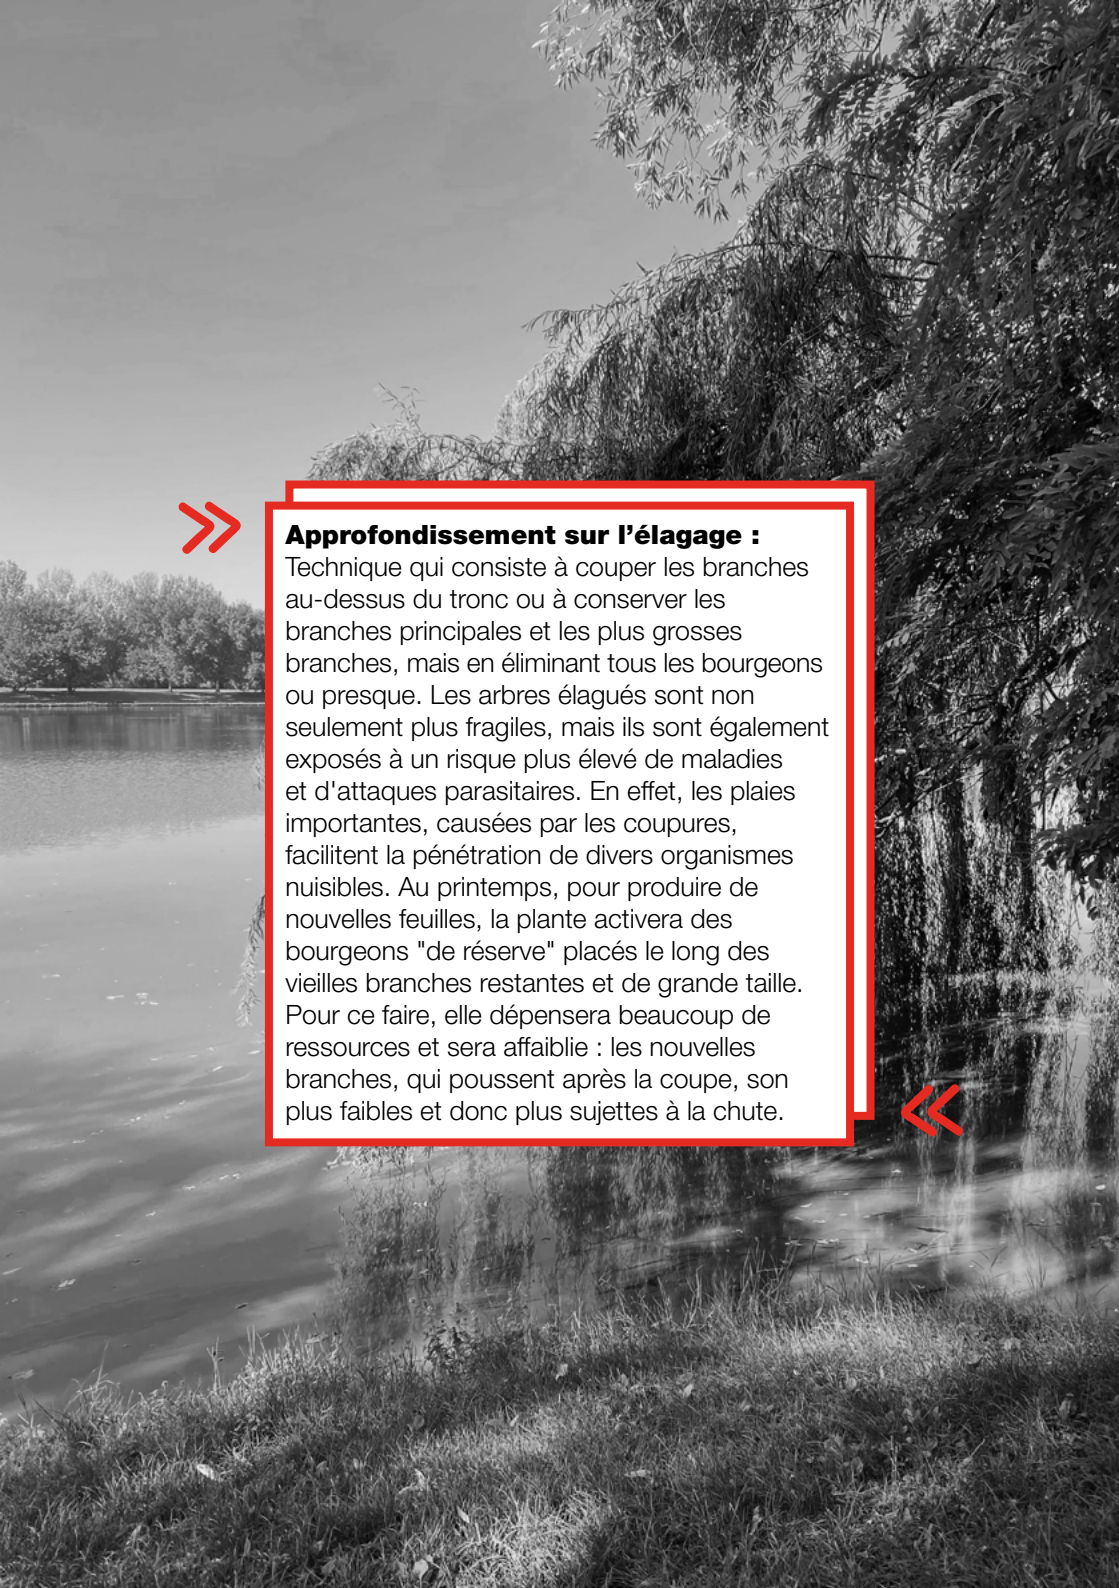 Approfondissement sur l’élagage :
Technique qui consiste à couper les branches
au-dessus du tronc ou à conserver les
branches principales et les plus grosses
branches, mais en éliminant tous les bourgeons
ou presque. Les arbres élagués sont non
seulement plus fragiles, mais ils sont également
exposés à un risque plus élevé de maladies
et d'attaques parasitaires. En effet, les plaies
importantes, causées par les coupures,
facilitent la pénétration de divers organismes
nuisibles. Au printemps, pour produire de
nouvelles feuilles, la plante activera des
bourgeons "de réserve" placés le long des
vieilles branches restantes et de grande taille.
Pour ce faire, elle dépensera beaucoup de
ressources et sera affaiblie : les nouvelles
branches, qui poussent après la coupe, son
plus faibles et donc plus sujettes à la chute.